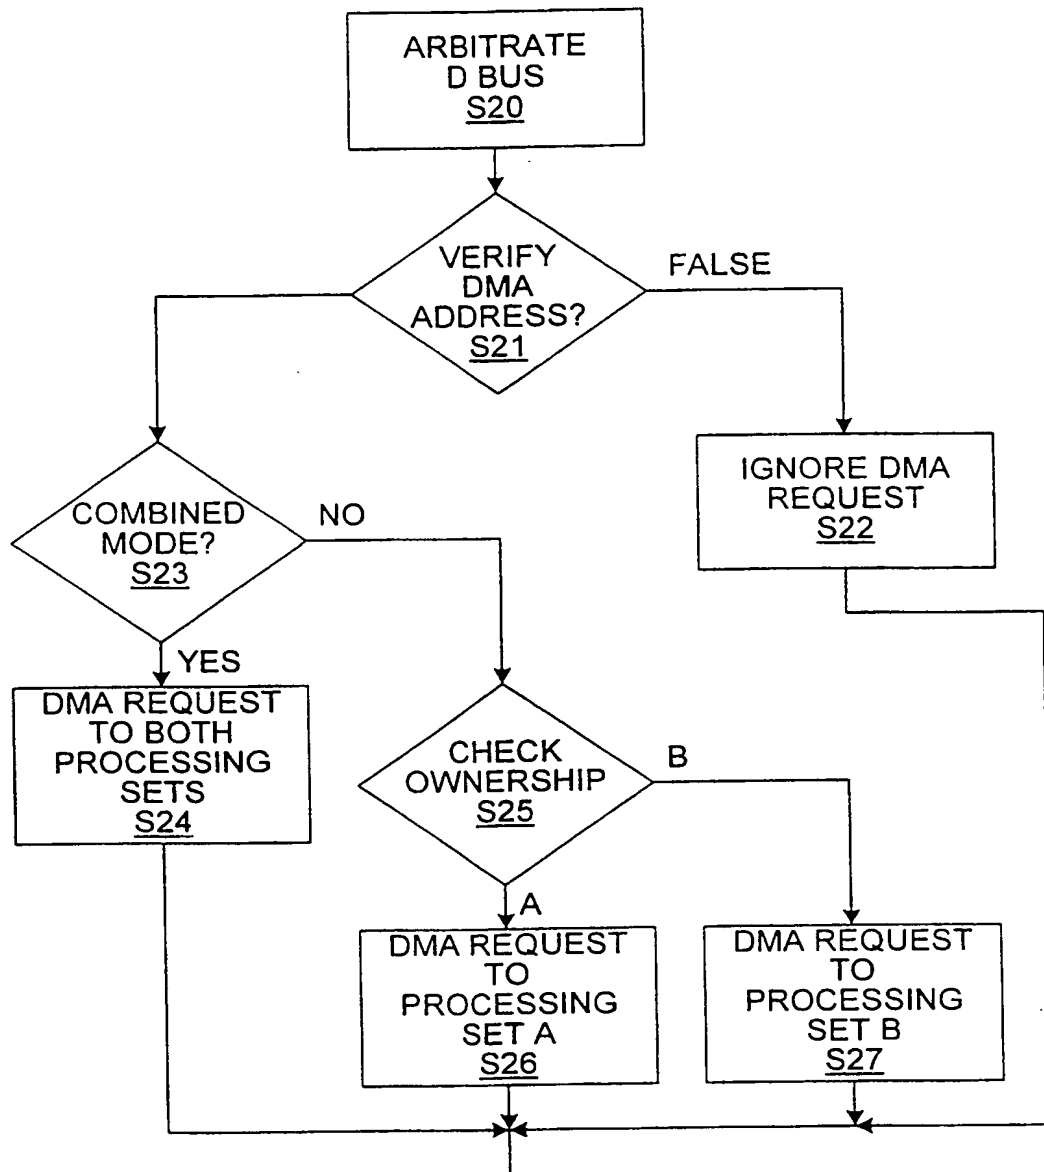 ARBITRATE
D BUS
S20
VERIFY
DMA
ADDRESS?
S21
FALSE
IGNORE DMA
REQUEST
S22
COMBINED
MODE?
S23
NO
YES
DMA REQUEST
TO BOTH
PROCESSING
SETS
S24
CHECK
OWNERSHIP
S25
B
A
DMA REQUEST
TO
PROCESSING
SET A
S26
DMA REQUEST
TO
PROCESSING
SET B
S27